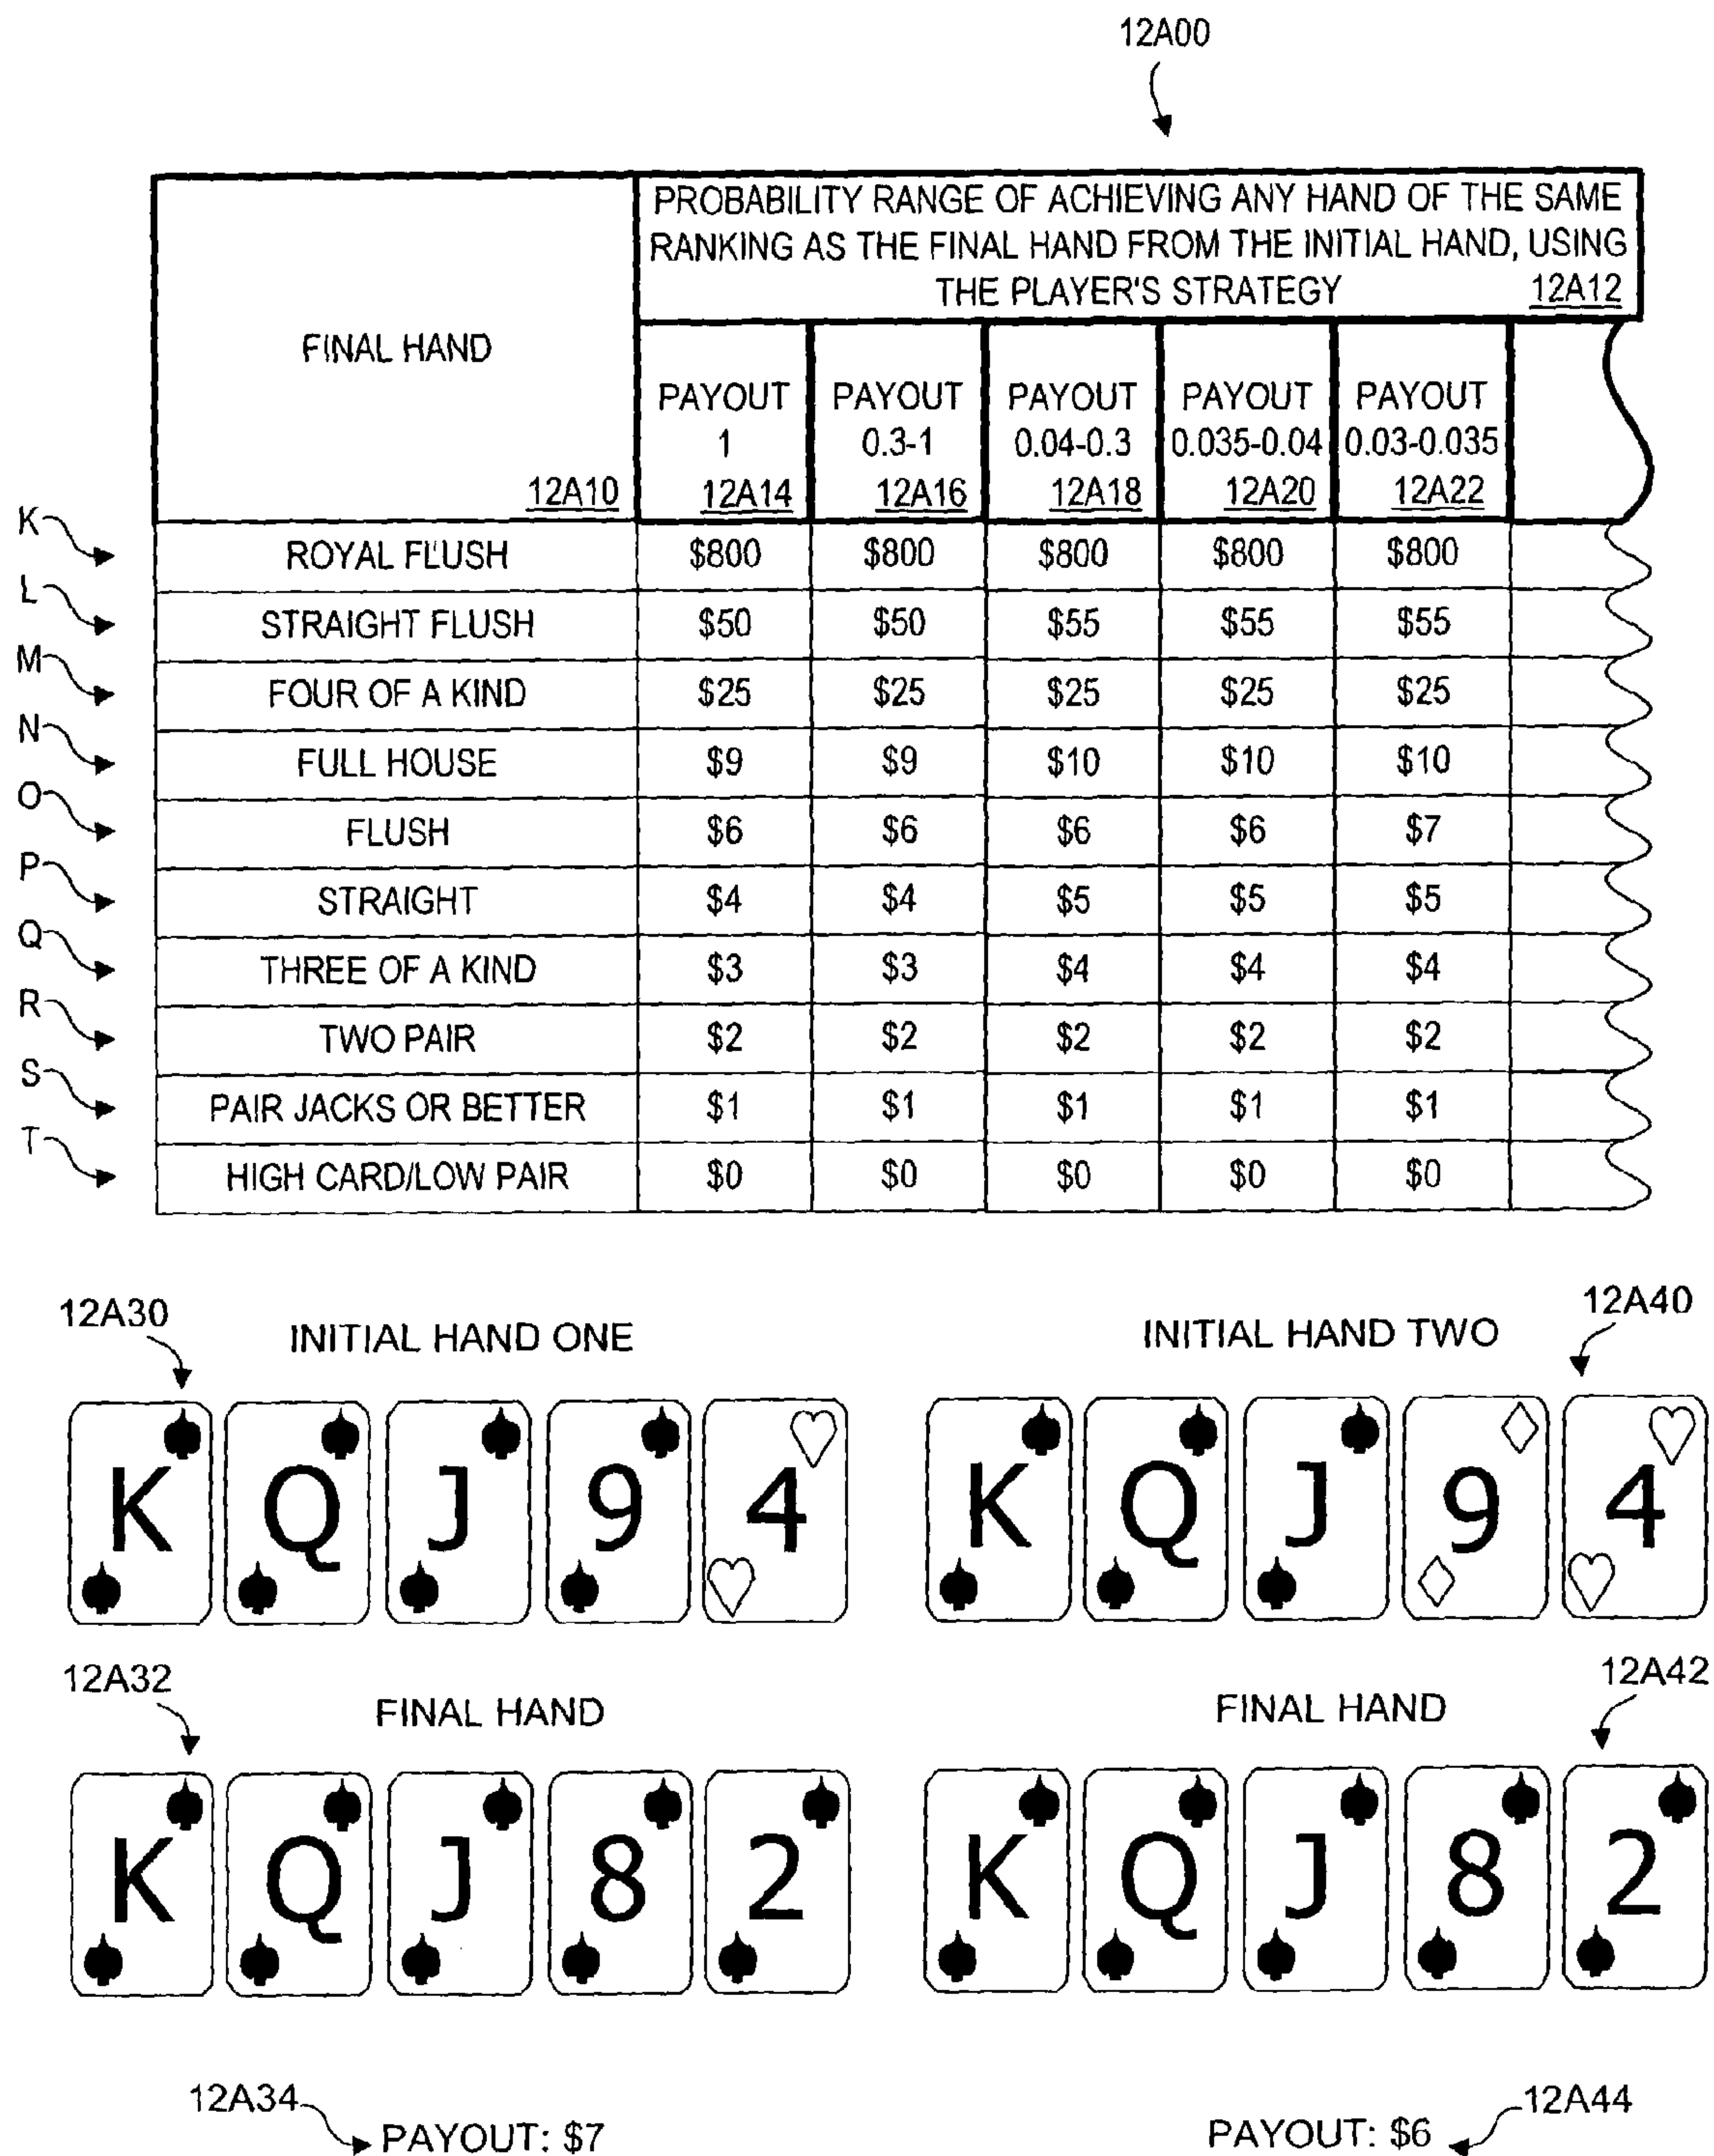 12A00
PROBABILITY RANGE OF ACHIEVING ANY HAND OF THE SAME
RANKING AS THE FINAL HAND FROM THE INITIAL HAND, USING
THE PLAYER'S STRATEGY 12A12
FINAL HAND
12A10
PAYOUT PAYOUT PAYOUT PAYOUT PAYOUT
1 0.3-1 0.04-0.3 0.035-0.04 0.03-0.035
12A14 12A16 12A18 12A20 12A22
K ROYAL FLUSH $800 $800 $800 $800 $800
L STRAIGHT FLUSH $50 $50 $55 $55 $55
M FOUR OF A KIND $25 $25 $25 $25 $25
N FULL HOUSE $9 $9 $10 $10 $10
O FLUSH $6 $6 $6 $6 $7
P STRAIGHT $4 $4 $5 $5 $5
Q THREE OF A KIND $3 $3 $4 $4 $4
R TWO PAIR $2 $2 $2 $2 $2
S PAIR JACKS OR BETTER $1 $1 $1 $1 $1
T HIGH CARD/LOW PAIR $0 $0 $0 $0 $0
12A30
INITIAL HAND ONE
K Q J 9 4
12A32
FINAL HAND
K Q J 8 2
12A34
PAYOUT: $7
12A40
INITIAL HAND TWO
K Q J 9 4
12A42
FINAL HAND
K Q J 8 2
12A44
PAYOUT: $6